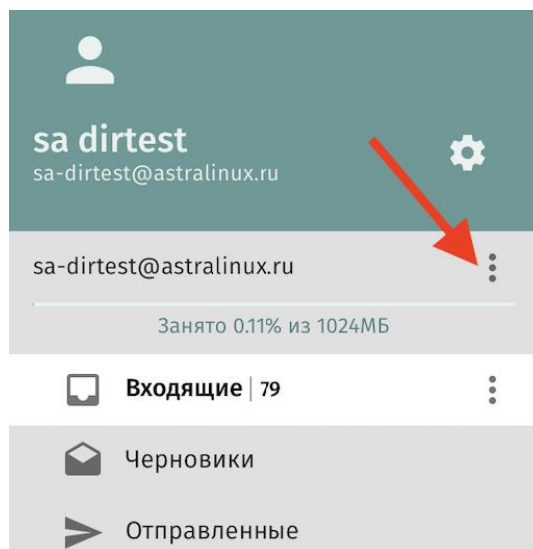 sa dirtest
sa-dirtest@astralinux.ru
sa-dirtest@astralinux.ru
Занято 0.11% из 1024МБ
Входящие | 79
Черновики
Отправленные